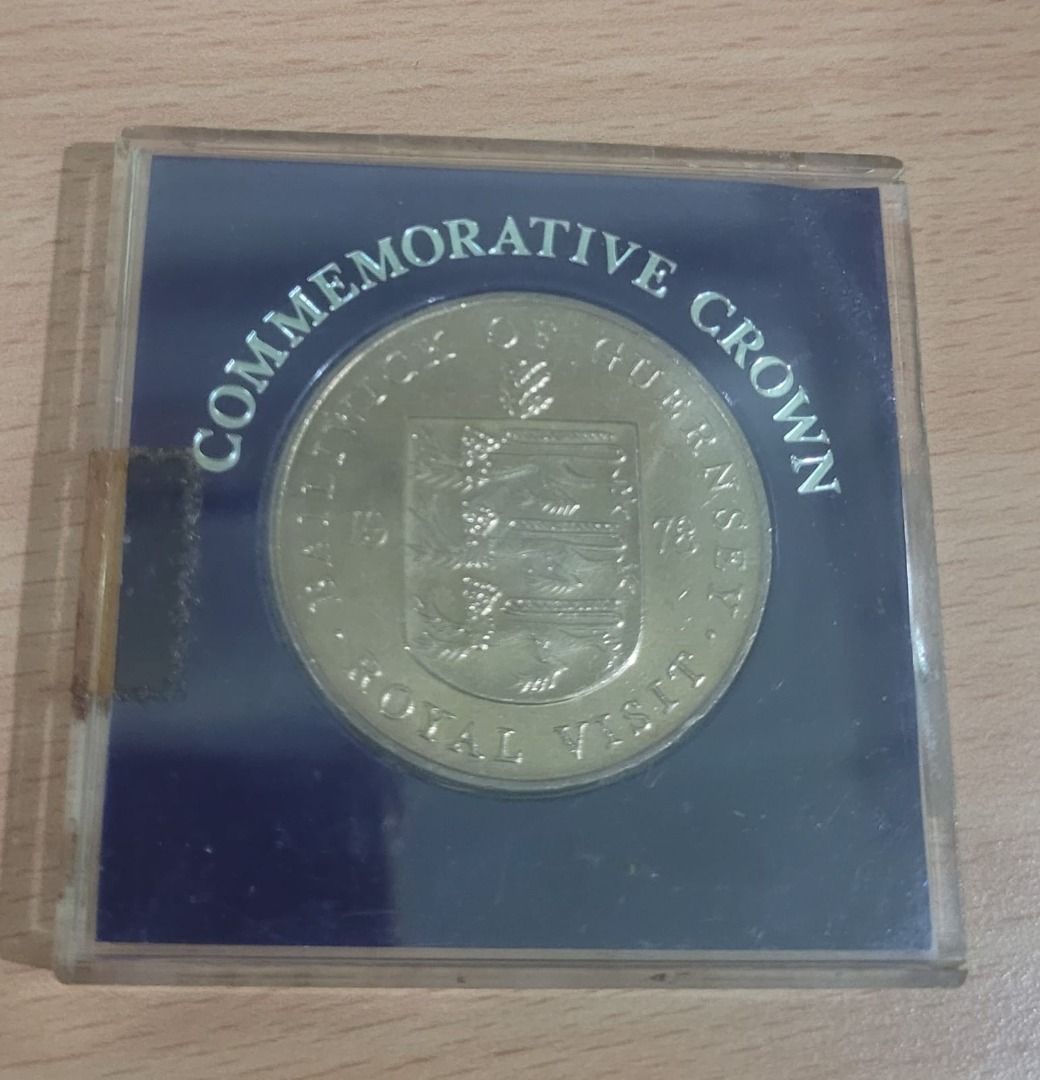 COMMEMORATIVE CROWN
BAILIWICK OF GUERNSEY
19 78
· ROYAL VISIT ·